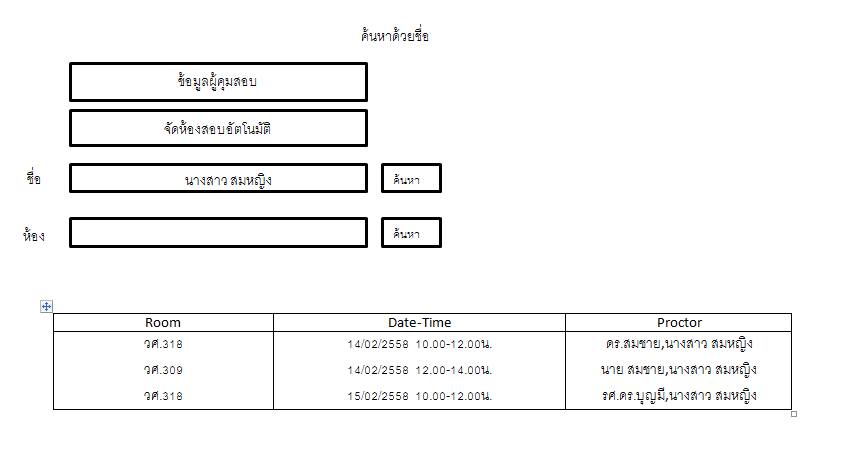 ค้นหาด้วยชื่อ
ข้อมูลผู้คุมสอบ
จัดห้องสอบอัตโนมัติ
ชื่อ นางสาว สมหญิง ค้นหา
ห้อง ค้นหา
Room Date-Time Proctor
วศ.318 14/02/2558 10.00-12.00น. ดร.สมชาย,นางสาว สมหญิง
วศ.309 14/02/2558 12.00-14.00น. นาย สมชาย,นางสาว สมหญิง
วศ.318 15/02/2558 10.00-12.00น. รศ.ดร.บุญมี,นางสาว สมหญิง